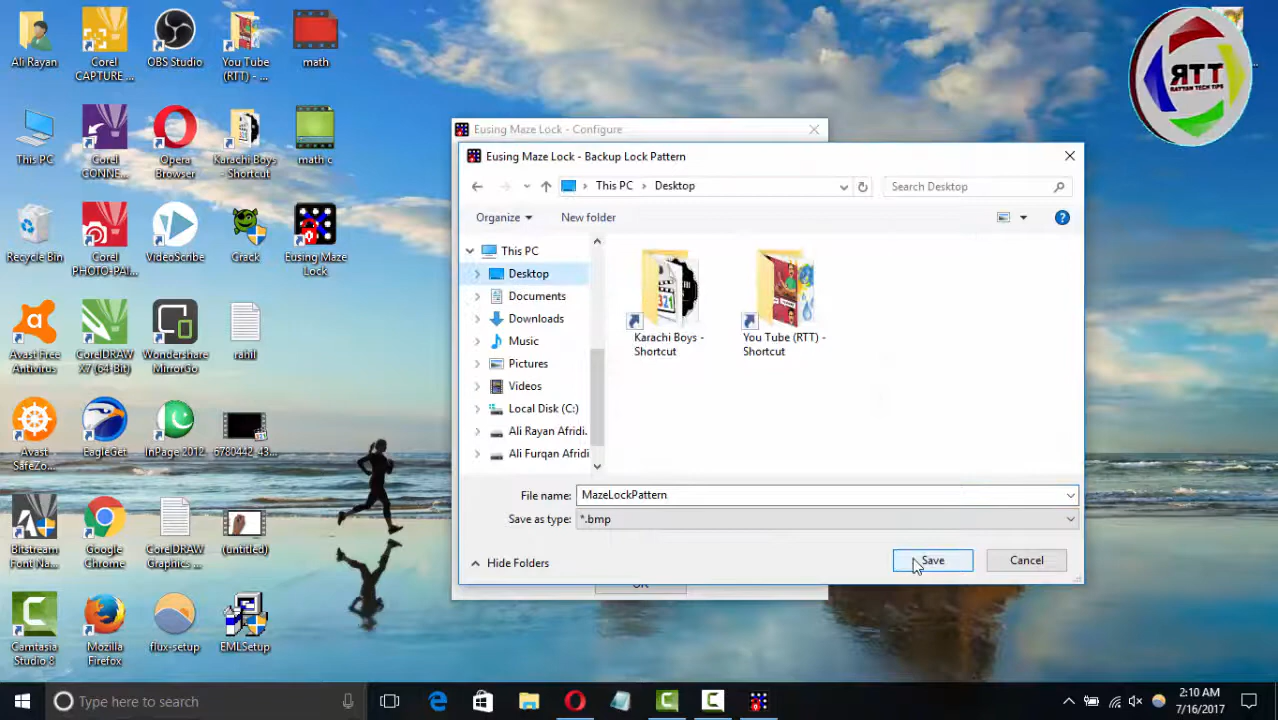 Ali Rayan
Corel
CAPTURE ...
OBS Studio
You Tube
(RTT) - ...
math
ЯTT
RATTAN TECH TIPS
This PC
Corel
CONNE...
Opera
Browser
Karachi Boys
- Shortcut
math c
Recycle Bin
Corel
PHOTO-PAI...
VideoScribe
Crack
Eusing Maze
Lock
Avast Free
Antivirus
CorelDRAW
X7 (64-Bit)
Wondershare
MirrorGo
rahil
Avast
SafeZo...
EagleGet
InPage 2012
6780442_43...
Bitstream
Font Na...
Google
Chrome
CorelDRAW
Graphics ...
(untitled)
Camtasia
Studio 8
Mozilla
Firefox
flux-setup
EMLSetup
Eusing Maze Lock - Configure
Eusing Maze Lock - Backup Lock Pattern
This PC
Desktop
Search Desktop
Organize
New folder
This PC
Desktop
Documents
Downloads
Music
Pictures
Videos
Local Disk (C:)
Ali Rayan Afridi.
Ali Furqan Afridi
321
Karachi Boys -
Shortcut
You Tube (RTT) -
Shortcut
File name:
MazeLockPattern
Save as type:
*.bmp
Hide Folders
Save
Cancel
OK
Type here to search
2:10 AM
7/16/2017